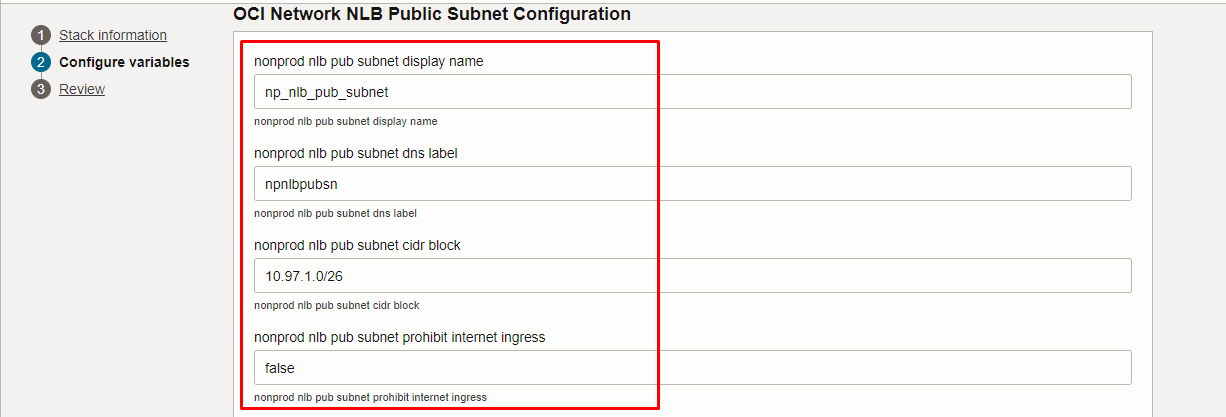 OCI Network NLB Public Subnet Configuration
1 Stack information
2 Configure variables
3 Review
nonprod nlb pub subnet display name
np_nlb_pub_subnet
nonprod nlb pub subnet display name
nonprod nlb pub subnet dns label
npnlbpubsn
nonprod nlb pub subnet dns label
nonprod nlb pub subnet cidr block
10.97.1.0/26
nonprod nlb pub subnet cidr block
nonprod nlb pub subnet prohibit internet ingress
false
nonprod nlb pub subnet prohibit internet ingress